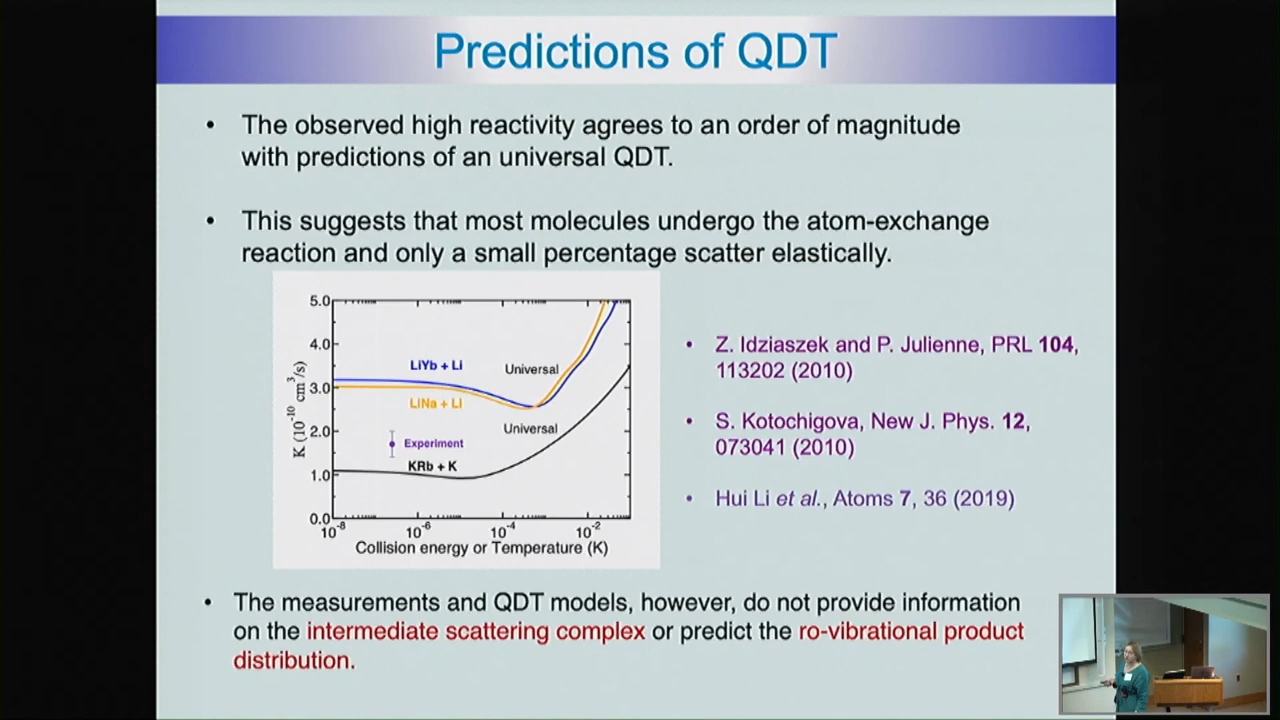 Predictions of QDT
• The observed high reactivity agrees to an order of magnitude
with predictions of an universal QDT.
• This suggests that most molecules undergo the atom-exchange
reaction and only a small percentage scatter elastically.
5.0
4.0
3.0
2.0
1.0
0.0
K (10⁻¹⁰ cm³/s)
LiYb + Li
Universal
LiNa + Li
Universal
Experiment
KRb + K
10⁻⁸ 10⁻⁶ 10⁻⁴ 10⁻²
Collision energy or Temperature (K)
• Z. Idziaszek and P. Julienne, PRL 104,
113202 (2010)
• S. Kotochigova, New J. Phys. 12,
073041 (2010)
• Hui Li et al., Atoms 7, 36 (2019)
• The measurements and QDT models, however, do not provide information
on the intermediate scattering complex or predict the ro-vibrational product
distribution.